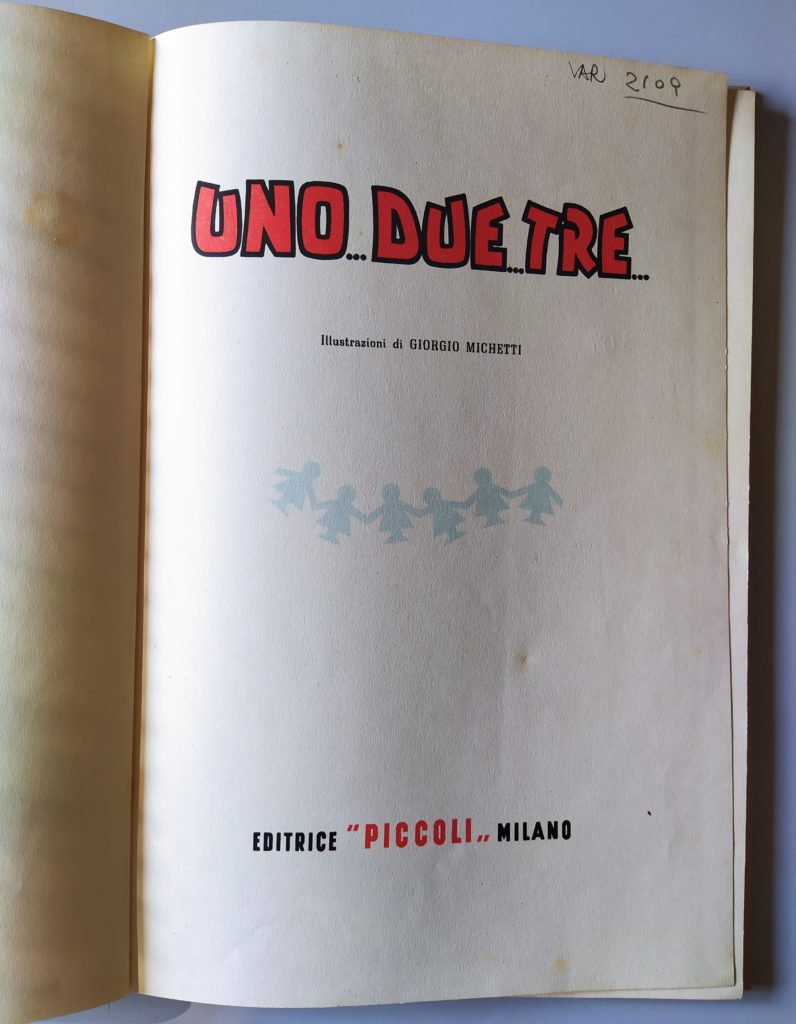 VAR 2109
UNO... DUE... TRE...
Illustrazioni di GIORGIO MICHETTI
EDITRICE "PICCOLI„ MILANO